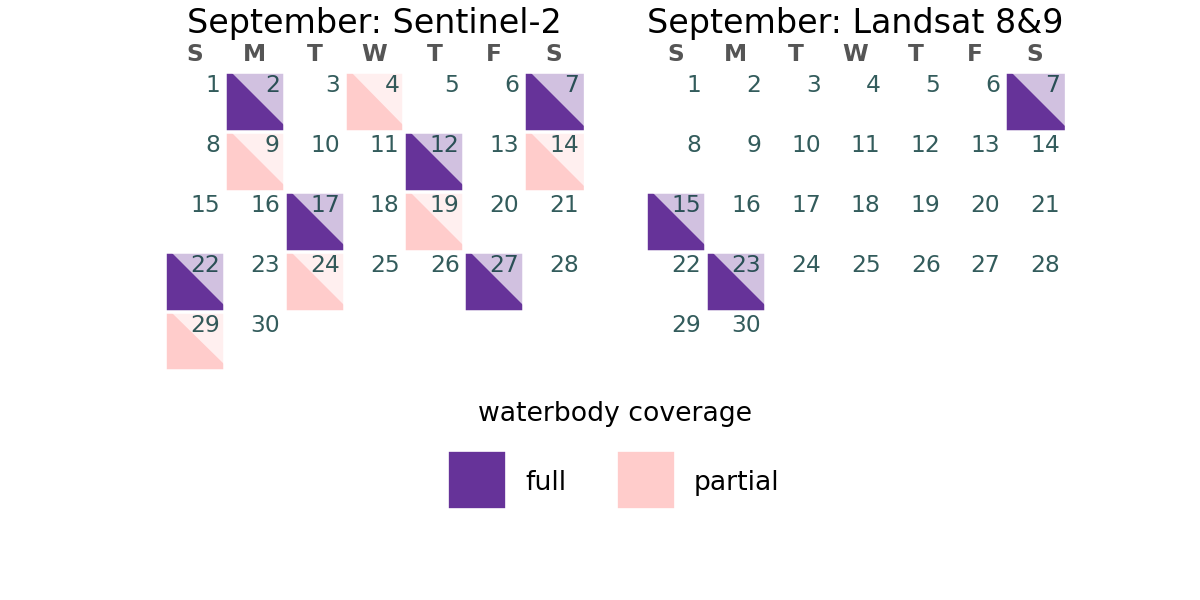 September: Sentinel-2
S M T W T F S
1 2 3 4 5 6 7
8 9 10 11 12 13 14
15 16 17 18 19 20 21
22 23 24 25 26 27 28
29 30
September: Landsat 8&9
S M T W T F S
1 2 3 4 5 6 7
8 9 10 11 12 13 14
15 16 17 18 19 20 21
22 23 24 25 26 27 28
29 30
waterbody coverage
full partial